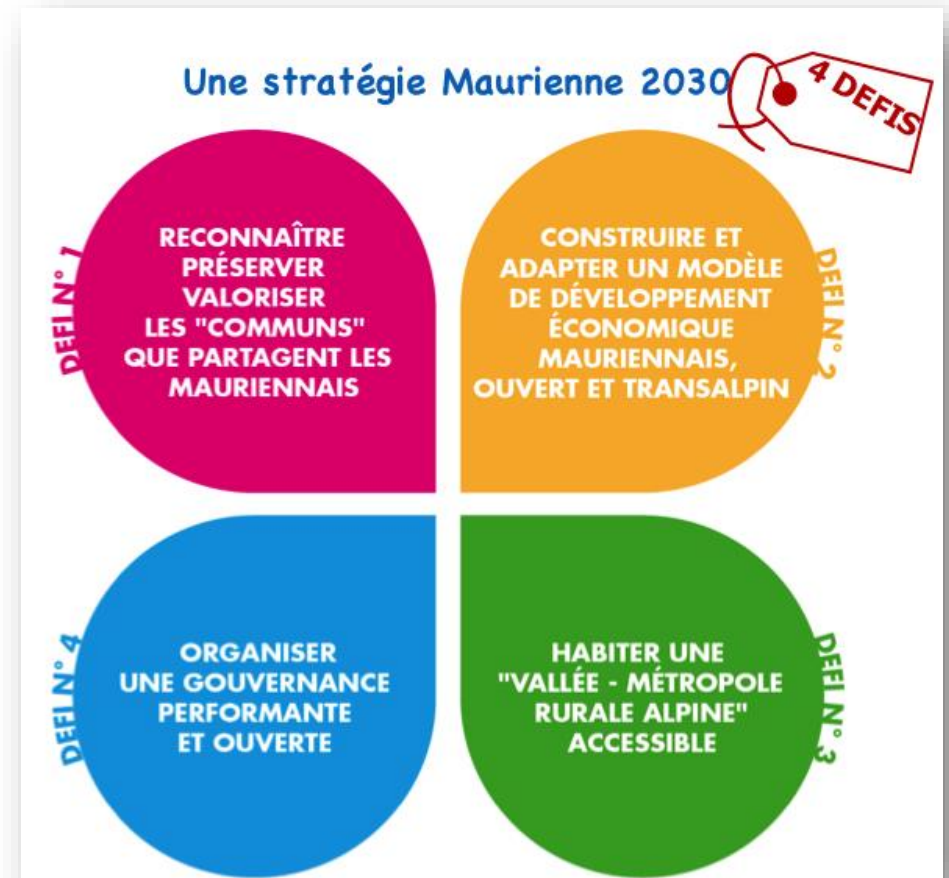 Une stratégie Maurienne 2030
4 DEFIS
DEFI N° 1
RECONNAÎTRE
PRÉSERVER
VALORISER
LES "COMMUNS"
QUE PARTAGENT LES
MAURIENNAIS
CONSTRUIRE ET
ADAPTER UN MODÈLE
DE DÉVELOPPEMENT
ÉCONOMIQUE
MAURIENNAIS,
OUVERT ET TRANSALPIN
DEFI N° 2
DEFI N° 4
ORGANISER
UNE GOUVERNANCE
PERFORMANTE
ET OUVERTE
HABITER UNE
"VALLÉE - MÉTROPOLE
RURALE ALPINE"
ACCESSIBLE
DEFI N° 3